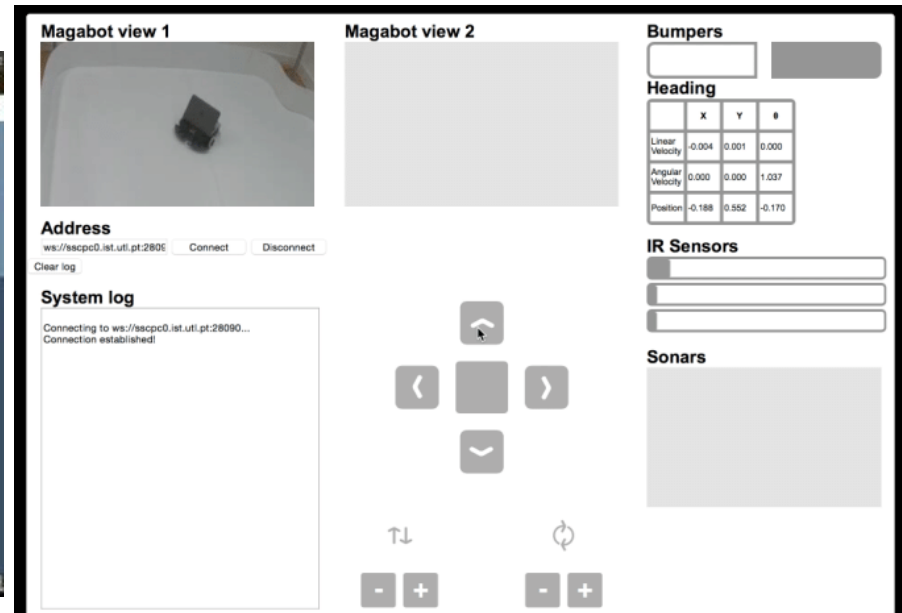 Magabot view 1
Magabot view 2
Bumpers
Heading
X Y θ
Linear Velocity -0.004 0.001 0.000
Angular Velocity 0.000 0.000 1.037
Position -0.188 0.552 -0.170
Address
ws://sscpc0.ist.utl.pt:2809 Connect Disconnect
Clear log
IR Sensors
System log
Connecting to ws://sscpc0.ist.utl.pt:28090...
Connection established!
Sonars
- + - +